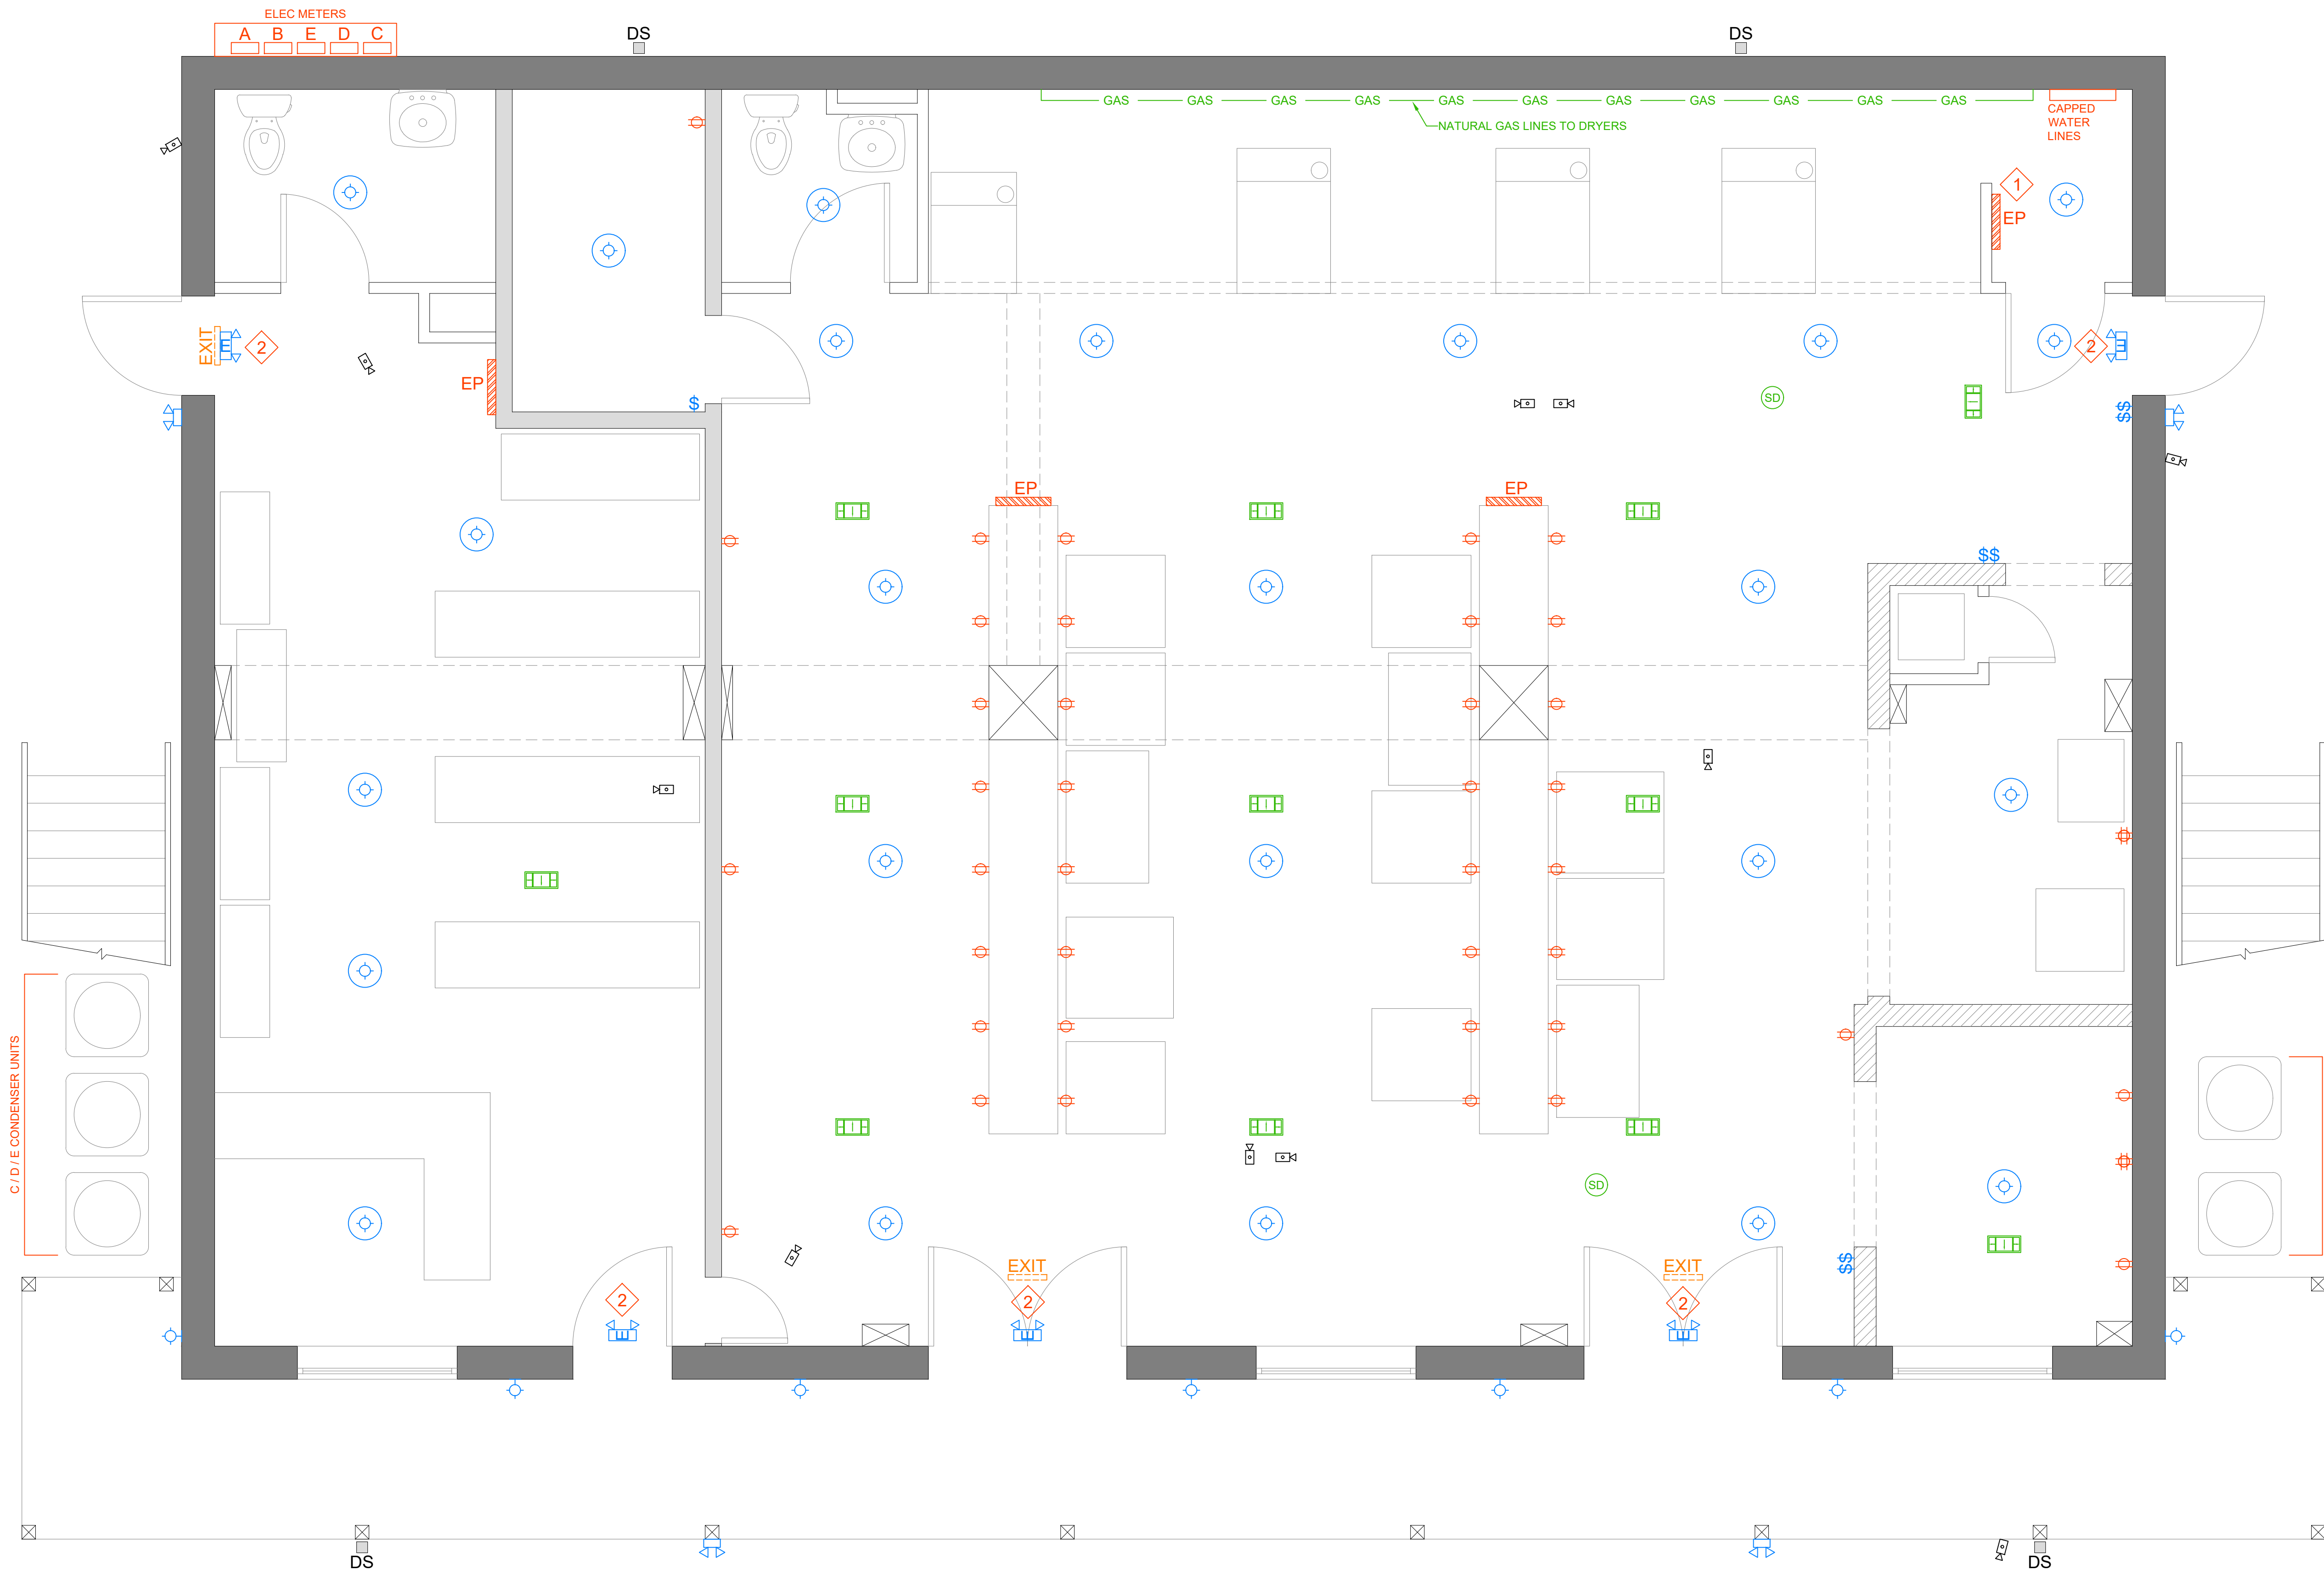 ELEC METERS
A B E D C
DS
DS
GAS GAS GAS GAS GAS GAS GAS GAS GAS GAS GAS
NATURAL GAS LINES TO DRYERS
CAPPED
WATER
LINES
1
EP
EXIT
E
2
2
E
EP
$
SD
$$
EP
EP
$$
C / D / E CONDENSER UNITS
SD
$$
EXIT
EXIT
2
2
2
E
E
E
DS
DS